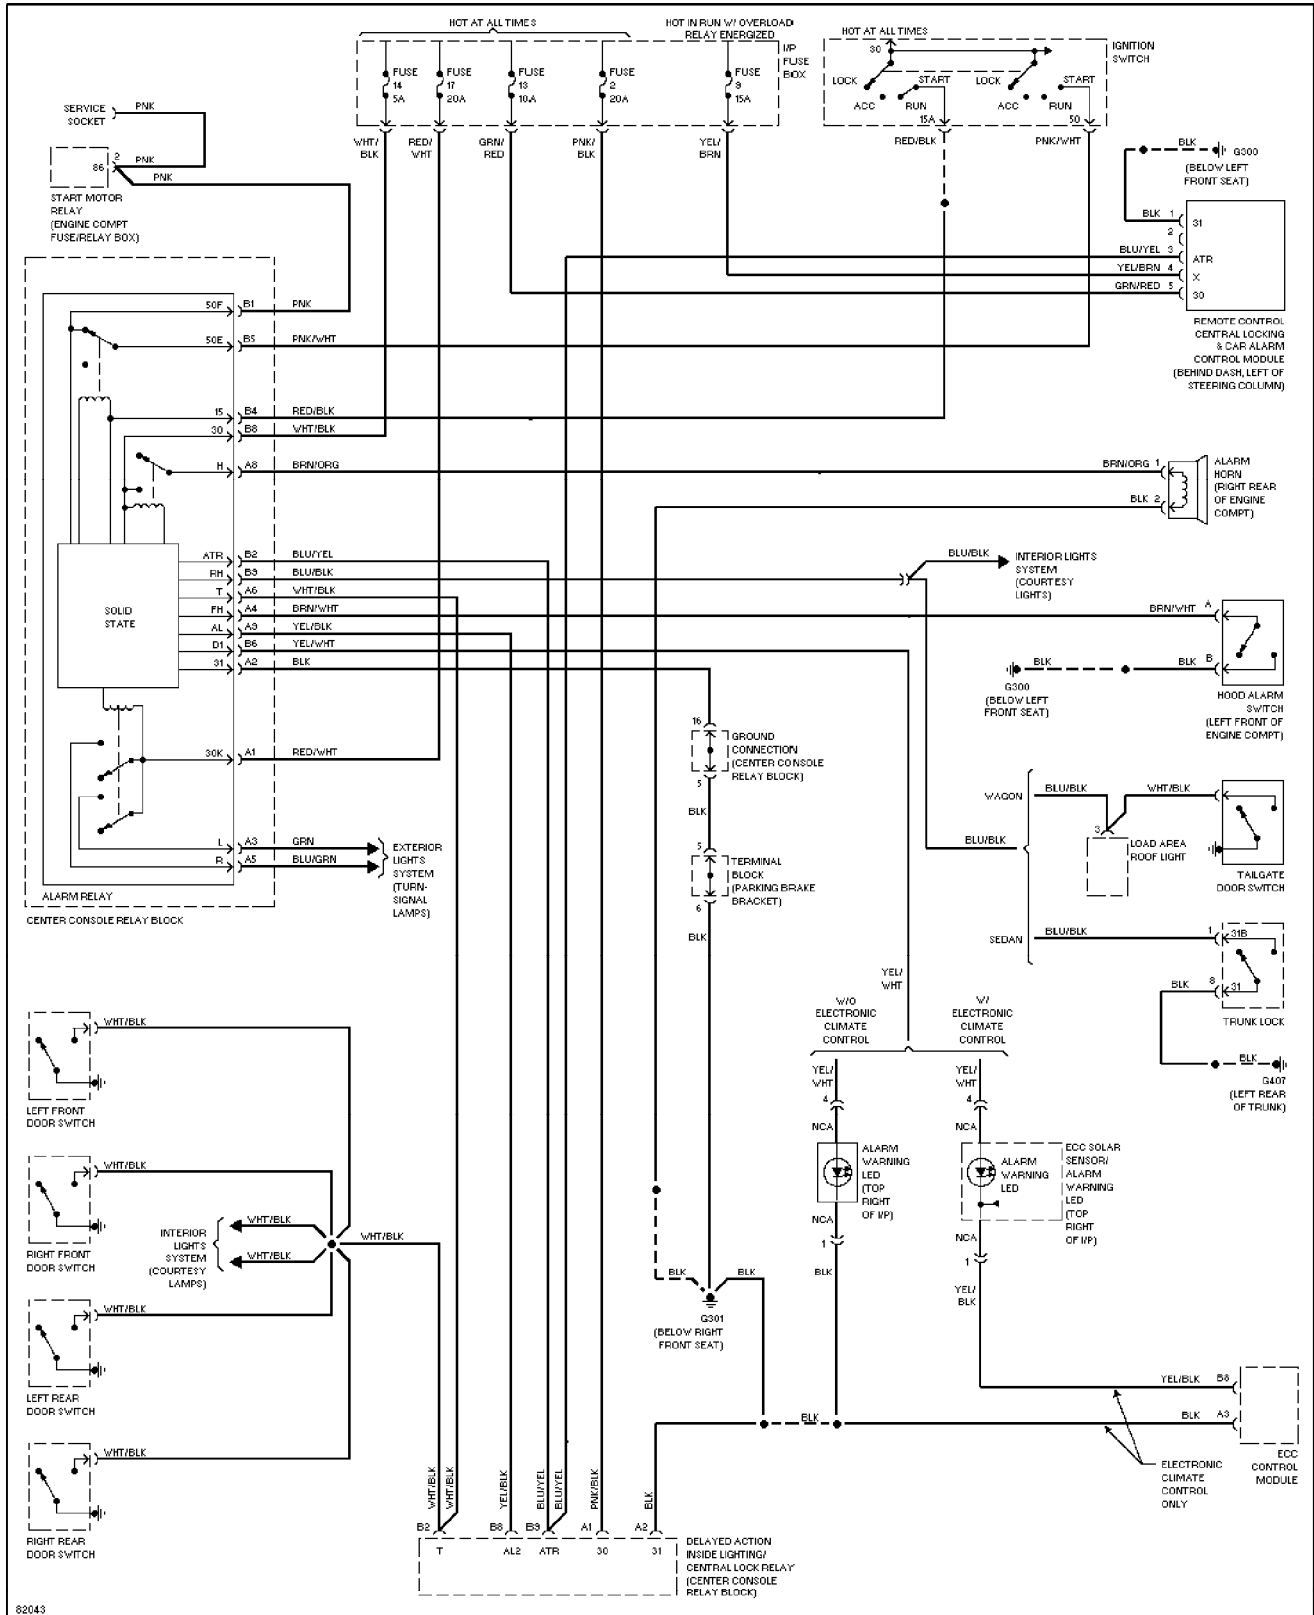 HOT AT ALL TIMES
HOT IN RUN W/ OVERLOAD
RELAY ENERGIZED
HOT AT ALL TIMES
30
I/P
FUSE
BOX
IGNITION
SWITCH
FUSE
14
5A
FUSE
17
20A
FUSE
13
10A
FUSE
2
20A
FUSE
9
15A
LOCK
START
ACC
RUN
15A
LOCK
START
ACC
RUN
50
SERVICE
SOCKET
PNK
86
2
PNK
PNK
START MOTOR
RELAY
(ENGINE COMPT
FUSE/RELAY BOX)
WHT/
BLK
RED/
WHT
GRN/
RED
PNK/
BLK
YEL/
BRN
RED/BLK
PNK/WHT
BLK
G300
(BELOW LEFT
FRONT SEAT)
BLK 1
31
2
BLU/YEL 3
ATR
YEL/BRN 4
X
GRN/RED 5
30
REMOTE CONTROL
CENTRAL LOCKING
& CAR ALARM
CONTROL MODULE
(BEHIND DASH, LEFT OF
STEERING COLUMN)
50F B1 PNK
50E B5 PNK/WHT
15 B4 RED/BLK
30 B8 WHT/BLK
H A8 BRN/ORG
BRN/ORG 1
BLK 2
ALARM
HORN
(RIGHT REAR
OF ENGINE
COMPT)
SOLID
STATE
ATR B2 BLU/YEL
RH B9 BLU/BLK
T A6 WHT/BLK
FH A4 BRN/WHT
AL A9 YEL/BLK
D1 B6 YEL/WHT
31 A2 BLK
BLU/BLK
INTERIOR LIGHTS
SYSTEM
(COURTESY
LIGHTS)
BRN/WHT A
BLK B
BLK
G300
(BELOW LEFT
FRONT SEAT)
HOOD ALARM
SWITCH
(LEFT FRONT OF
ENGINE COMPT)
30K A1 RED/WHT
16
GROUND
CONNECTION
(CENTER CONSOLE
RELAY BLOCK)
5
BLK
5
TERMINAL
BLOCK
(PARKING BRAKE
BRACKET)
6
BLK
L A3 GRN
R A5 BLU/GRN
EXTERIOR
LIGHTS
SYSTEM
(TURN-
SIGNAL
LAMPS)
ALARM RELAY
CENTER CONSOLE RELAY BLOCK
WAGON
BLU/BLK
WHT/BLK
3
LOAD AREA
ROOF LIGHT
TAILGATE
DOOR SWITCH
BLU/BLK
SEDAN
BLU/BLK
1
31B
BLK
8
31
TRUNK LOCK
BLK
G407
(LEFT REAR
OF TRUNK)
YEL/
WHT
W/O
ELECTRONIC
CLIMATE
CONTROL
W/
ELECTRONIC
CLIMATE
CONTROL
YEL/
WHT
4
NCA
ALARM
WARNING
LED
(TOP
RIGHT
OF I/P)
NCA
1
BLK
YEL/
WHT
4
NCA
ALARM
WARNING
LED
ECC SOLAR
SENSOR/
ALARM
WARNING
LED
(TOP
RIGHT
OF I/P)
NCA
1
YEL/
BLK
WHT/BLK
LEFT FRONT
DOOR SWITCH
WHT/BLK
RIGHT FRONT
DOOR SWITCH
INTERIOR
LIGHTS
SYSTEM
(COURTESY
LAMPS)
WHT/BLK
WHT/BLK
WHT/BLK
WHT/BLK
LEFT REAR
DOOR SWITCH
WHT/BLK
RIGHT REAR
DOOR SWITCH
BLK
BLK
G301
(BELOW RIGHT
FRONT SEAT)
YEL/BLK B8
BLK
BLK A3
ECC
CONTROL
MODULE
ELECTRONIC
CLIMATE
CONTROL
ONLY
WHT/BLK
WHT/BLK
YEL/BLK
BLU/YEL
BLU/YEL
PNK/BLK
BLK
B2 B8 B9 A1 A2
T AL2 ATR 30 31
DELAYED ACTION
INSIDE LIGHTING/
CENTRAL LOCK RELAY
(CENTER CONSOLE
RELAY BLOCK)
82043